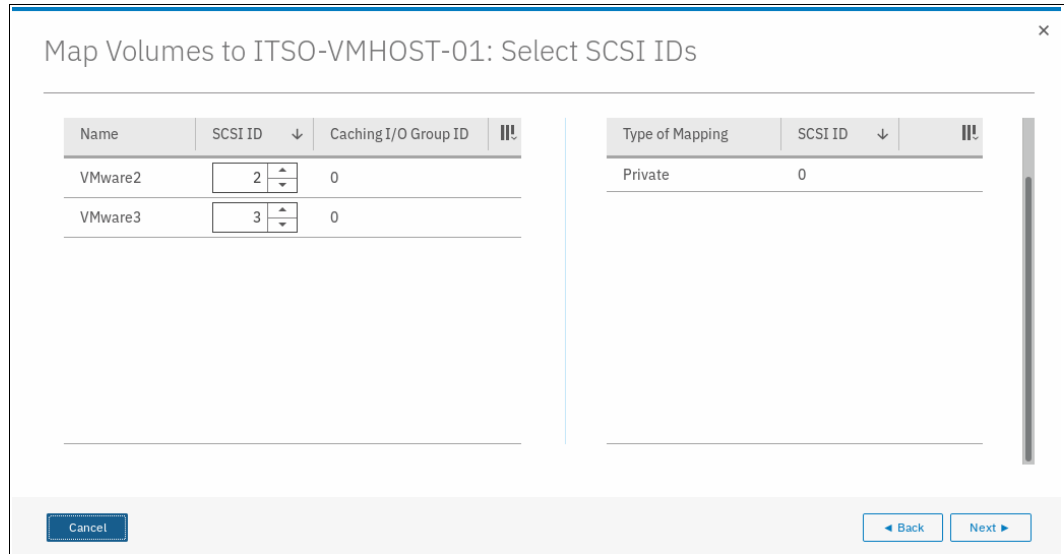 Map Volumes to ITSO-VMHOST-01: Select SCSI IDs
Name SCSI ID Caching I/O Group ID
VMware2 2 0
VMware3 3 0
Type of Mapping SCSI ID
Private 0
Cancel
Back
Next